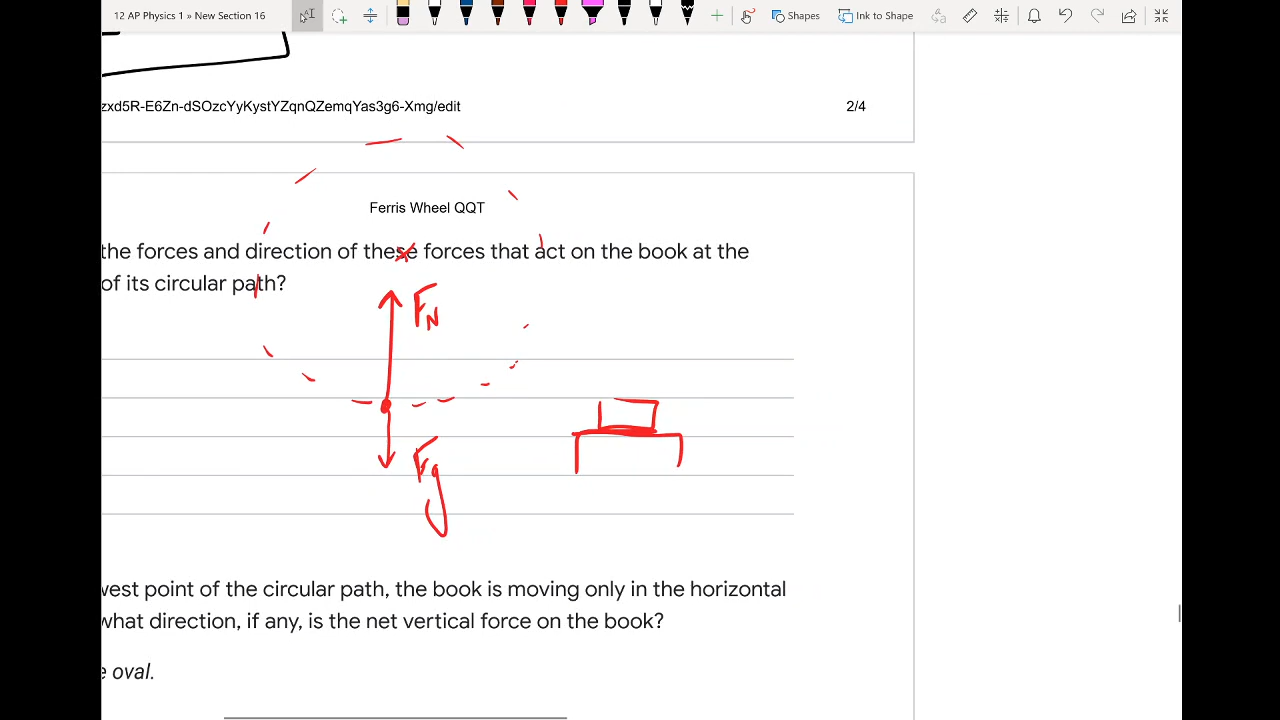 12 AP Physics 1 » New Section 16
Shapes
Ink to Shape
zxd5R-E6Zn-dSOzcYyKystYZqnQZemqYas3g6-Xmg/edit
2/4
Ferris Wheel QQT
the forces and direction of these forces that act on the book at the
of its circular path?
FN
Fg
west point of the circular path, the book is moving only in the horizontal
what direction, if any, is the net vertical force on the book?
e oval.